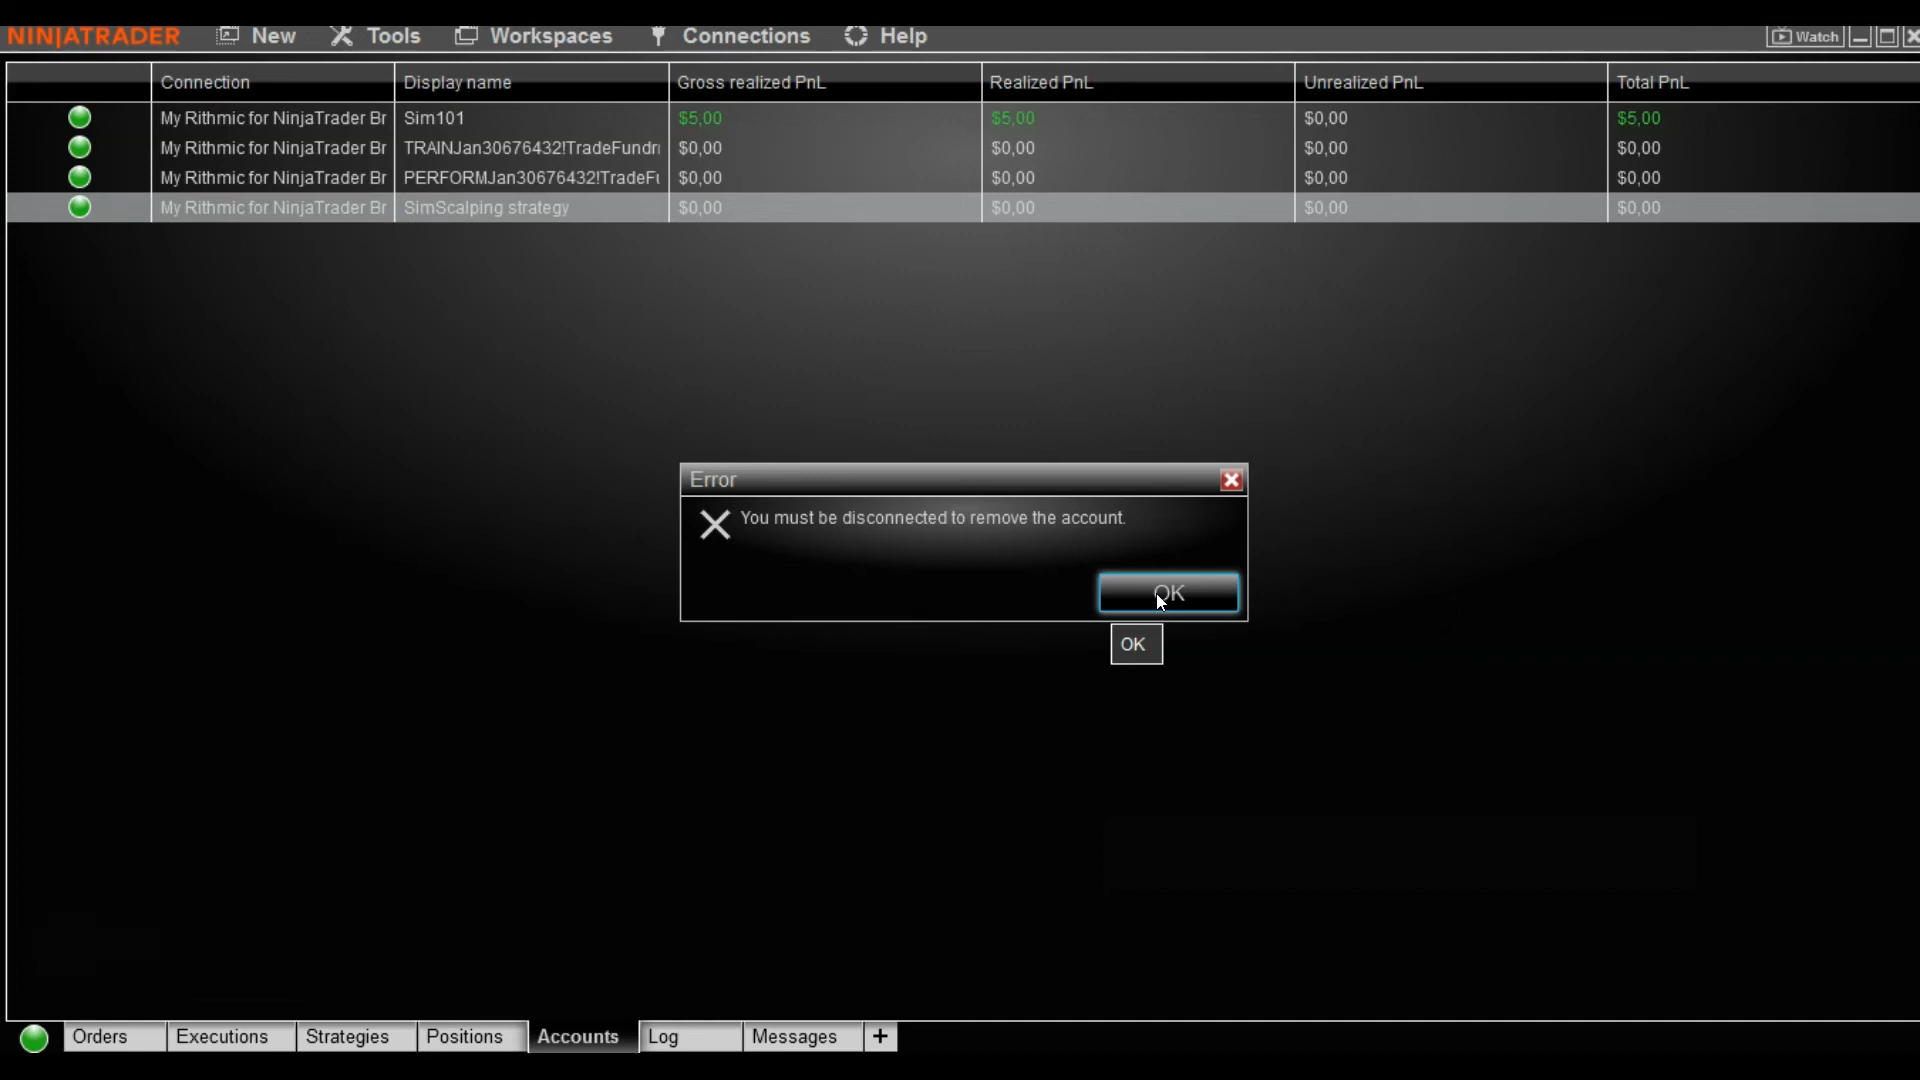 NINJATRADER New Tools Workspaces Connections Help Watch
Connection Display name Gross realized PnL Realized PnL Unrealized PnL Total PnL
My Rithmic for NinjaTrader Br Sim101 $5,00 $5,00 $0,00 $5,00
My Rithmic for NinjaTrader Br TRAINJan30676432!TradeFundr $0,00 $0,00 $0,00 $0,00
My Rithmic for NinjaTrader Br PERFORMJan30676432!TradeFu $0,00 $0,00 $0,00 $0,00
My Rithmic for NinjaTrader Br SimScalping strategy $0,00 $0,00 $0,00 $0,00
Error
You must be disconnected to remove the account.
OK
OK
Orders Executions Strategies Positions Accounts Log Messages +